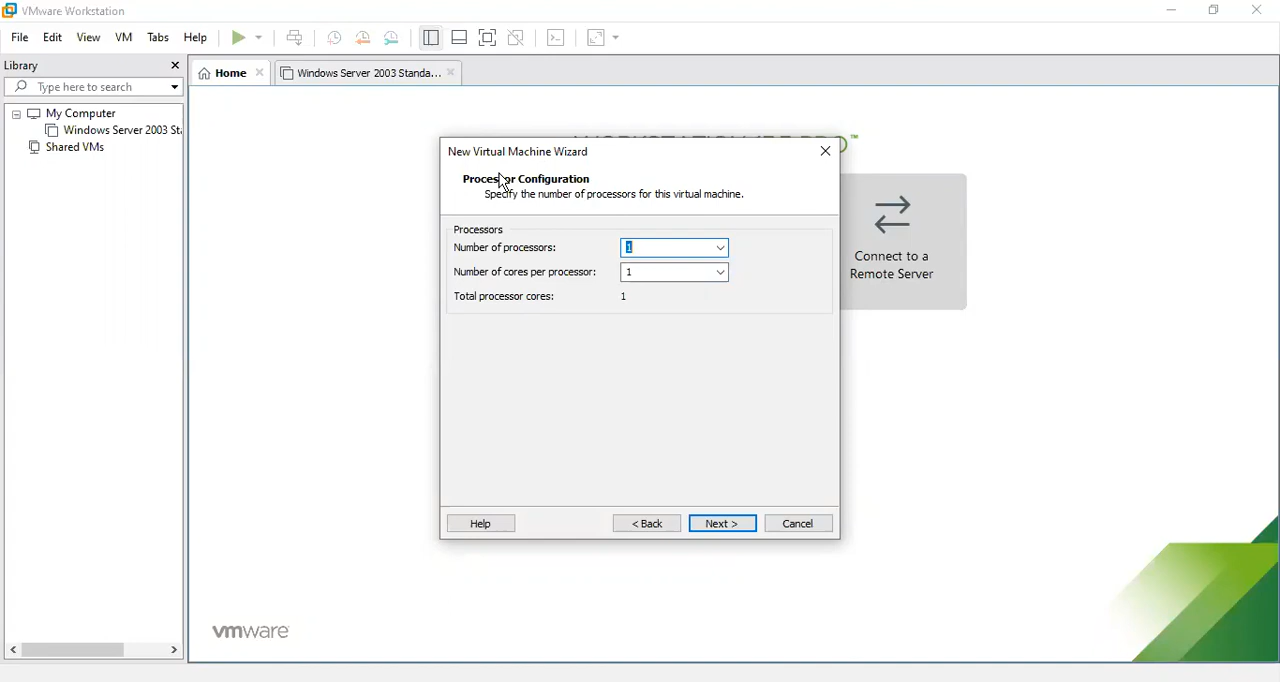 VMware Workstation
File Edit View VM Tabs Help
Library
Type here to search
My Computer
Windows Server 2003 St
Shared VMs
Home
Windows Server 2003 Standa...
™
New Virtual Machine Wizard
Processor Configuration
Specify the number of processors for this virtual machine.
Processors
Number of processors: 1
Number of cores per processor: 1
Total processor cores: 1
Connect to a
Remote Server
Help < Back Next > Cancel
vmware